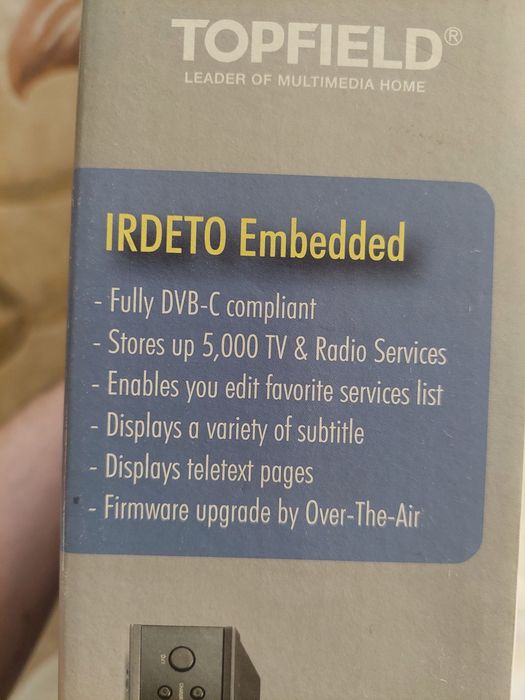 TOPFIELD®
LEADER OF MULTIMEDIA HOME
IRDETO Embedded
- Fully DVB-C compliant
- Stores up 5,000 TV & Radio Services
- Enables you edit favorite services list
- Displays a variety of subtitle
- Displays teletext pages
- Firmware upgrade by Over-The-Air